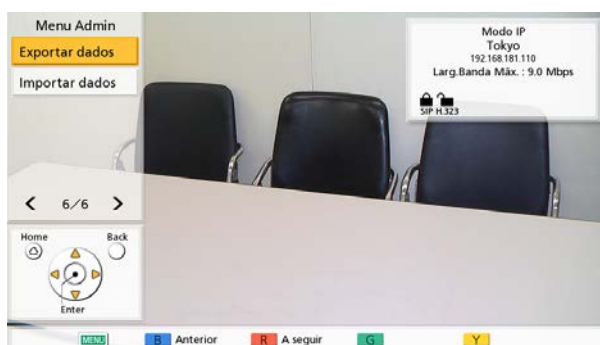 Menu Admin
Exportar dados
Importar dados
6/6
Modo IP
Tokyo
192.168.181.110
Larg.Banda Máx. : 9.0 Mbps
SIP H.323
Home
Back
Enter
MENU
B Anterior
R A seguir
G
Y